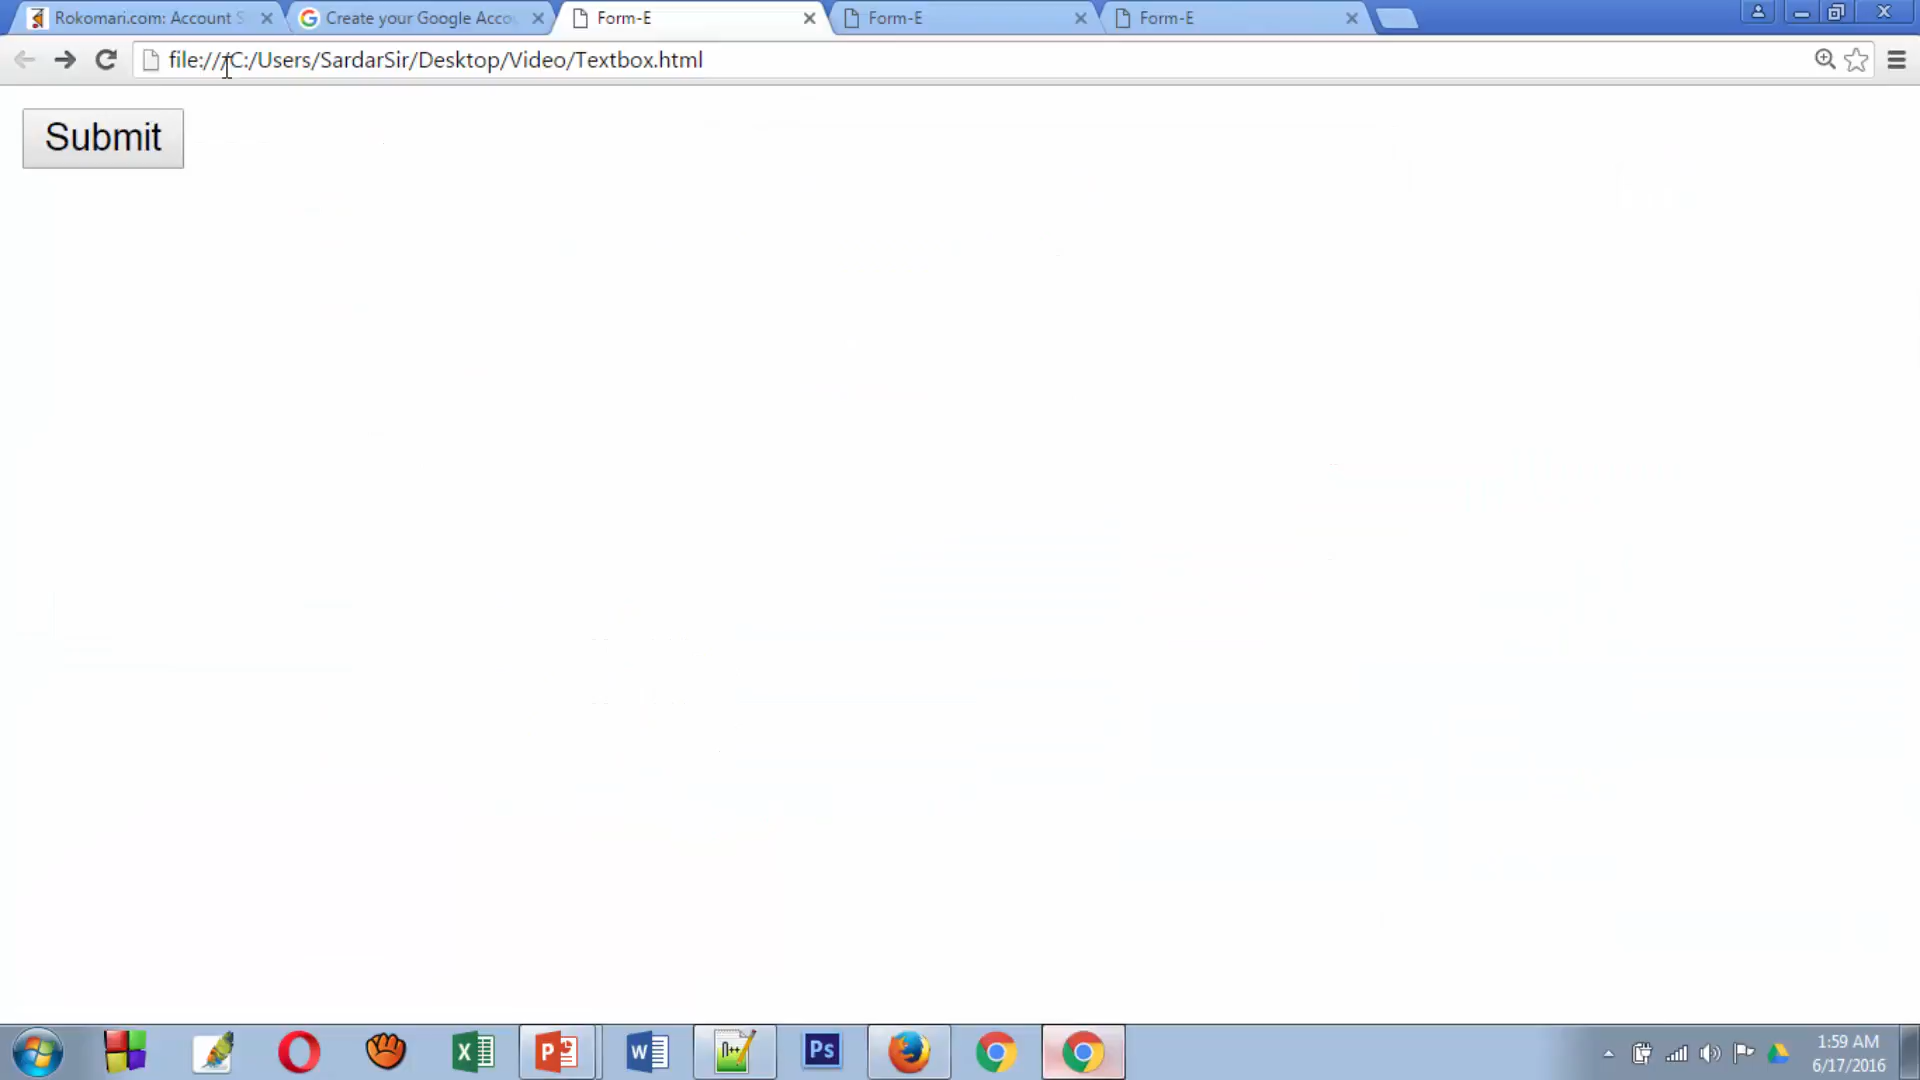 Rokomari.com: Account S
Create your Google Acco
Form-E
Form-E
Form-E
file:///C:/Users/SardarSir/Desktop/Video/Textbox.html
Submit
1:59 AM
6/17/2016